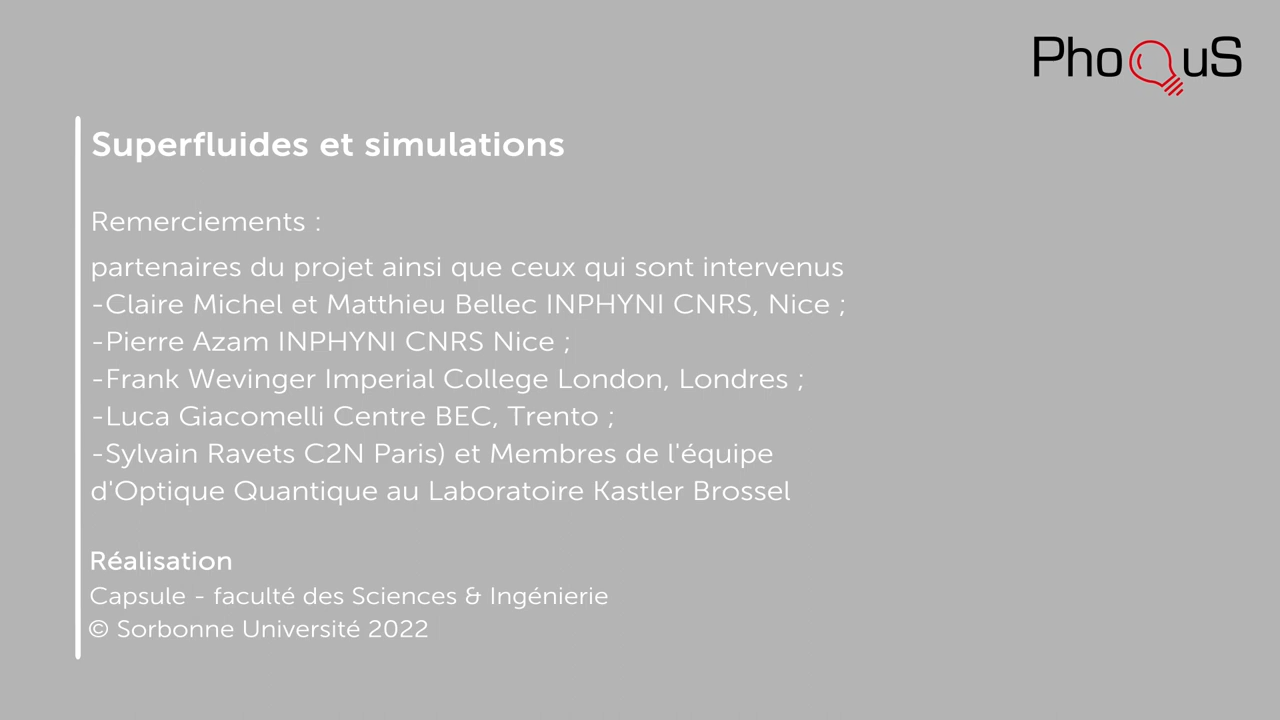 PhoQuS
Superfluides et simulations
Remerciements :
partenaires du projet ainsi que ceux qui sont intervenus
-Claire Michel et Matthieu Bellec INPHYNI CNRS, Nice ;
-Pierre Azam INPHYNI CNRS Nice ;
-Frank Wevinger Imperial College London, Londres ;
-Luca Giacomelli Centre BEC, Trento ;
-Sylvain Ravets C2N Paris) et Membres de l'équipe
d'Optique Quantique au Laboratoire Kastler Brossel
Réalisation
Capsule - faculté des Sciences & Ingénierie
© Sorbonne Université 2022